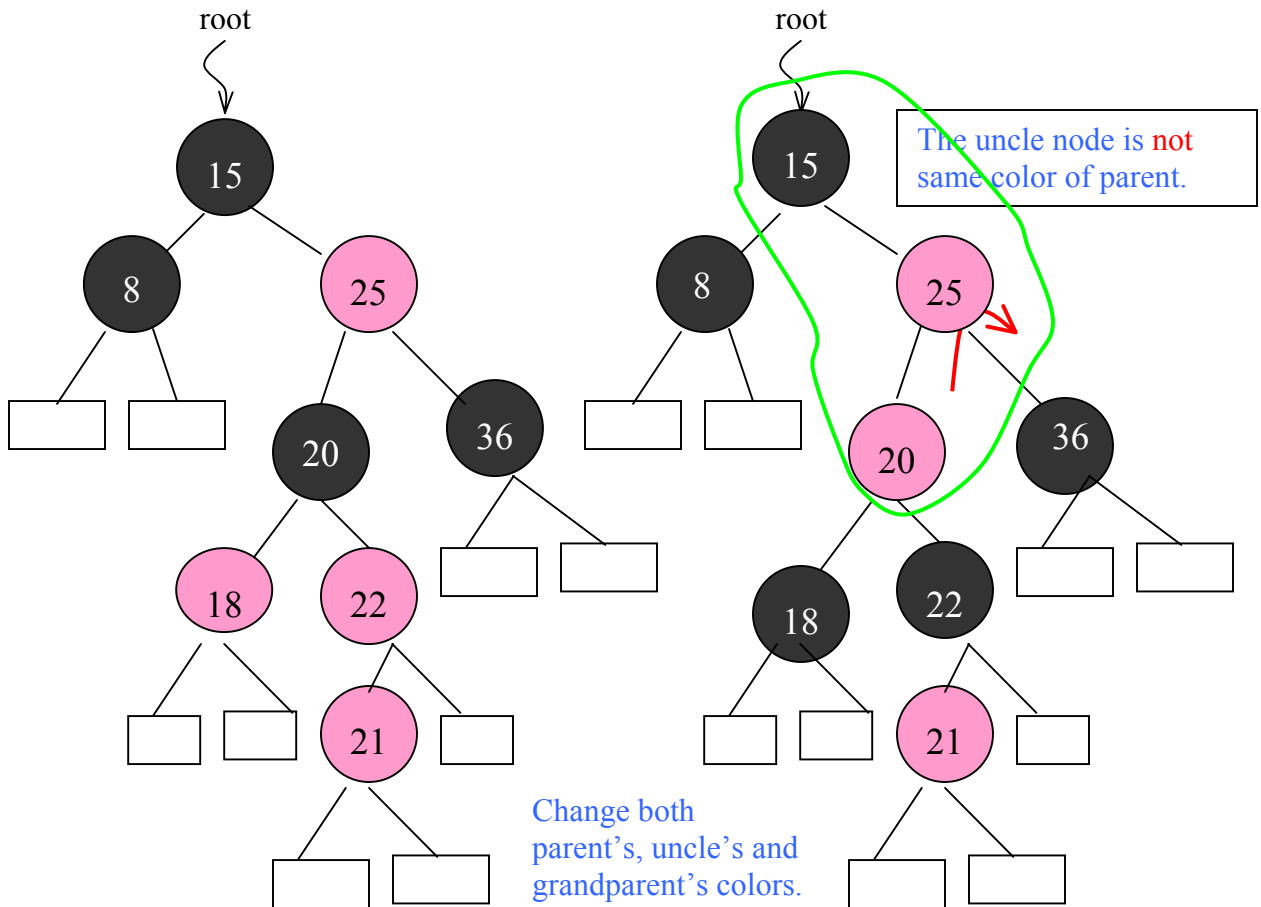 root
15
8
25
20
36
18
22
21
Change both
parent's, uncle's and
grandparent's colors.
root
The uncle node is not
same color of parent.
15
8
25
20
36
18
22
21